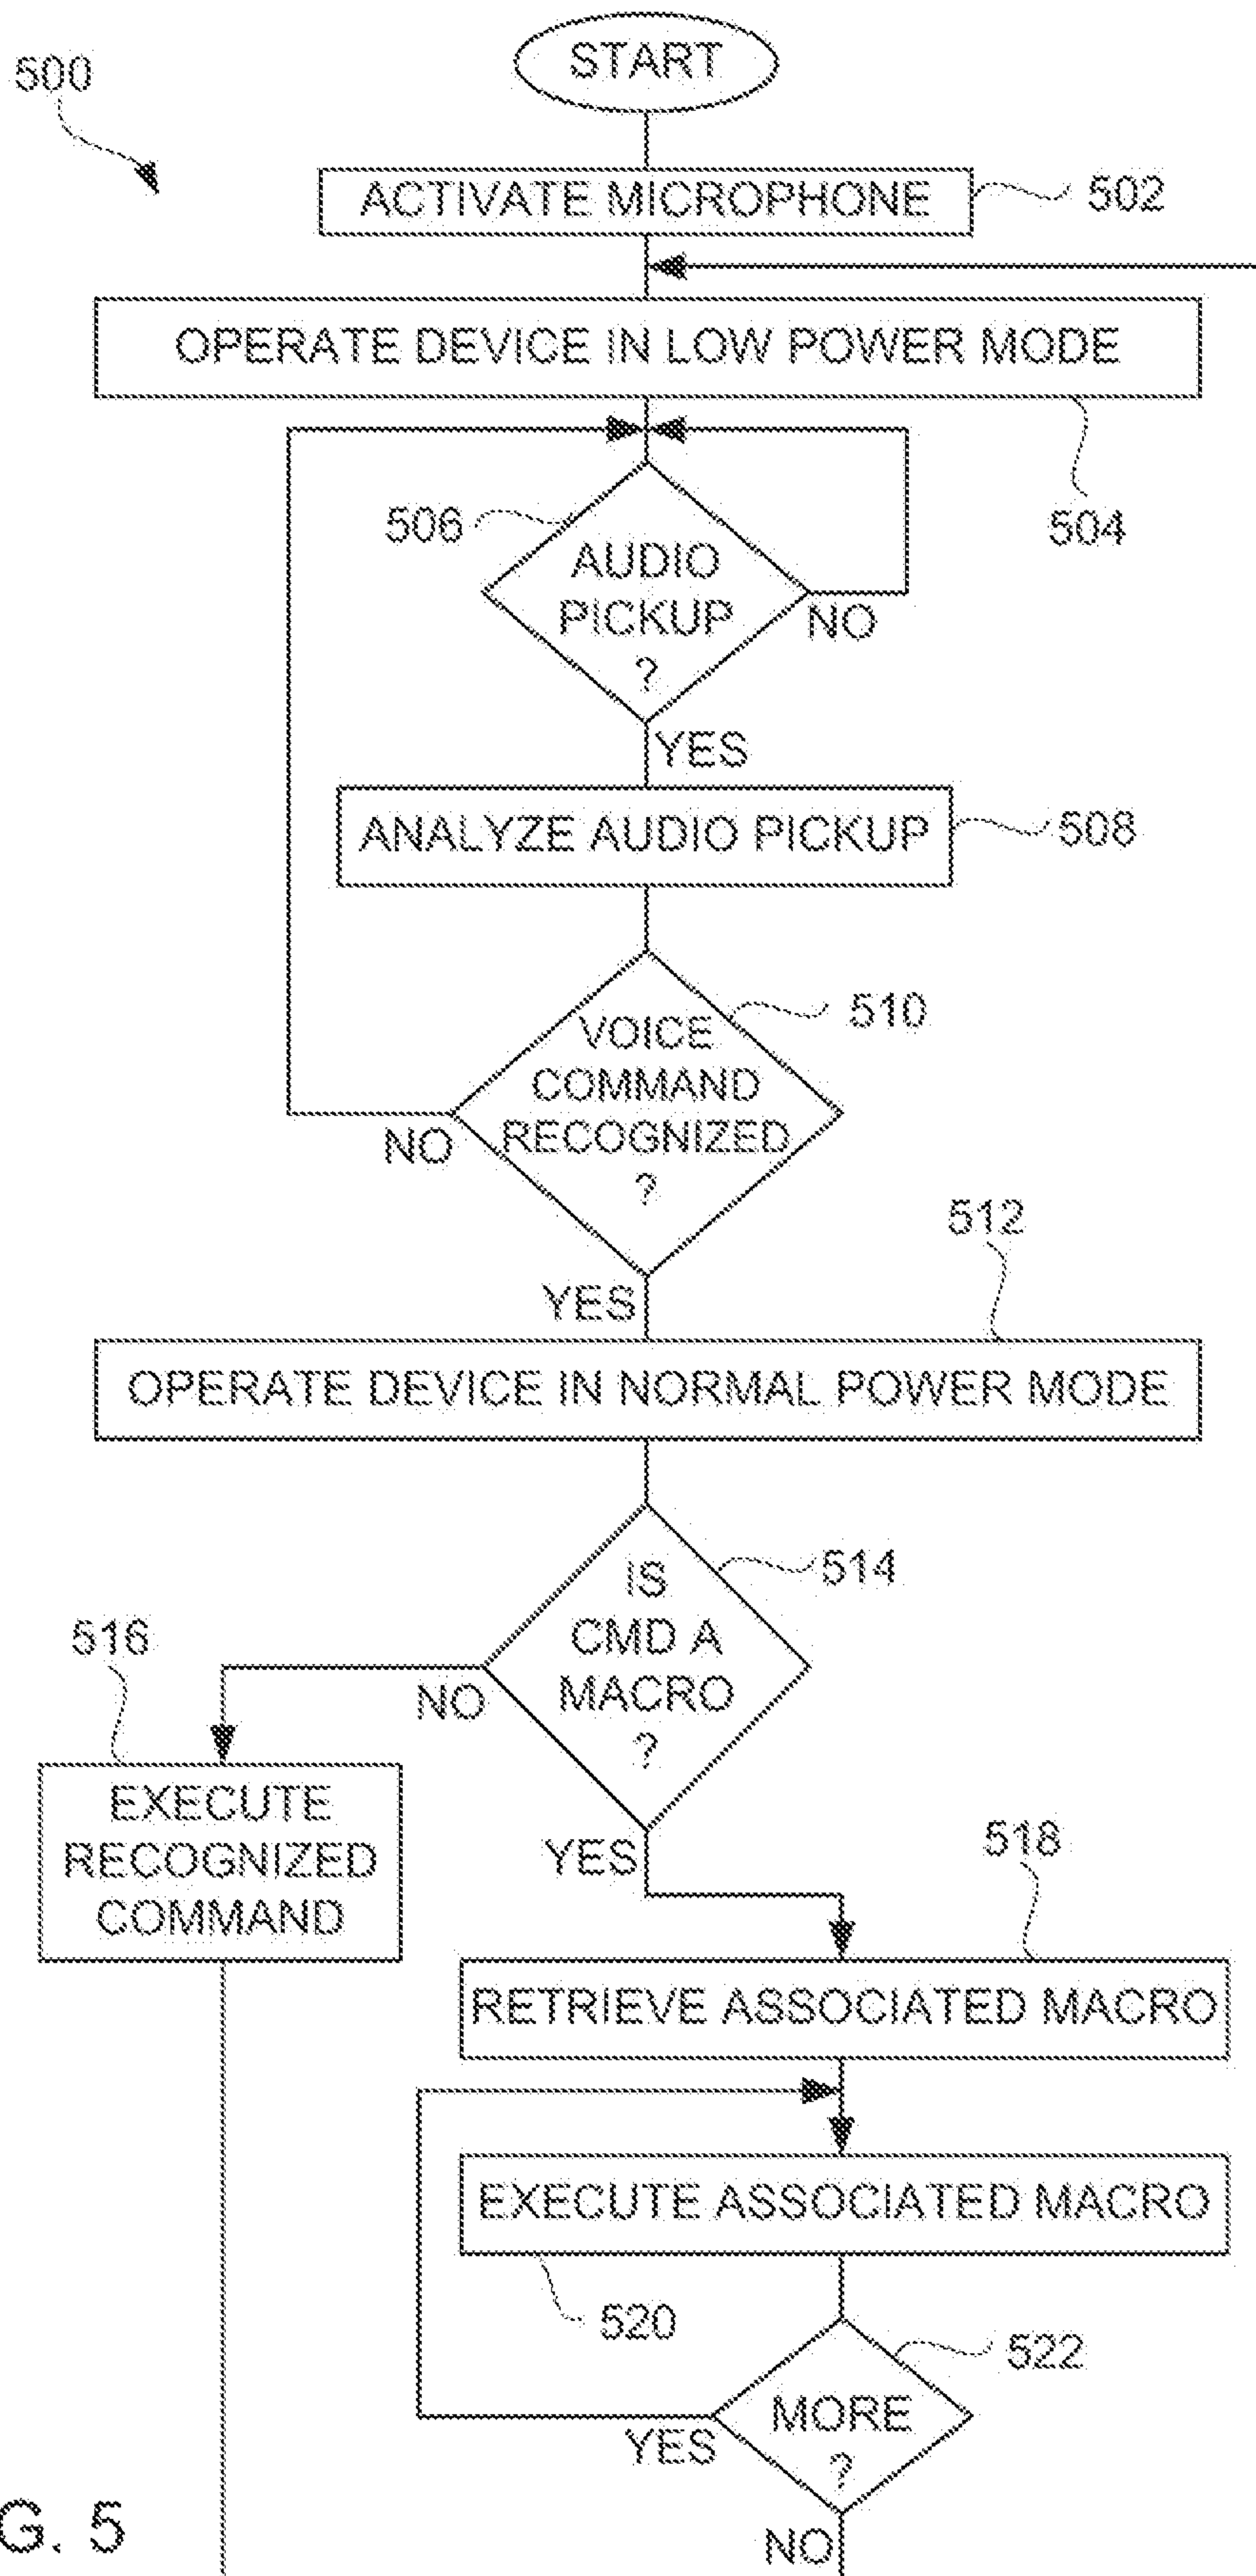 START
500
ACTIVATE MICROPHONE
502
OPERATE DEVICE IN LOW POWER MODE
504
506
AUDIO
PICKUP
?
NO
YES
ANALYZE AUDIO PICKUP
508
VOICE
COMMAND
RECOGNIZED
?
510
NO
YES
512
OPERATE DEVICE IN NORMAL POWER MODE
IS
CMD A
MACRO
?
514
516
NO
EXECUTE
RECOGNIZED
COMMAND
YES
518
RETRIEVE ASSOCIATED MACRO
EXECUTE ASSOCIATED MACRO
520
522
MORE
?
YES
NO
G. 5